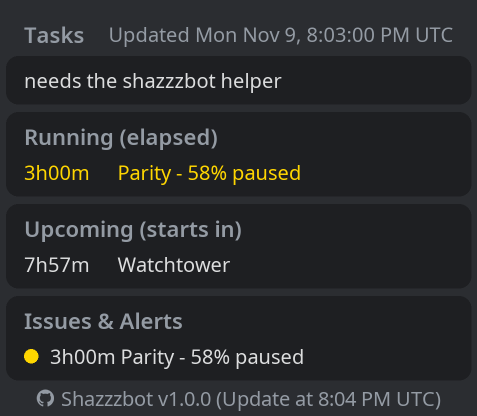 Tasks Updated Mon Nov 9, 8:03:00 PM UTC
needs the shazzzbot helper
Running (elapsed)
3h00m Parity - 58% paused
Upcoming (starts in)
7h57m Watchtower
Issues & Alerts
3h00m Parity - 58% paused
Shazzzbot v1.0.0 (Update at 8:04 PM UTC)